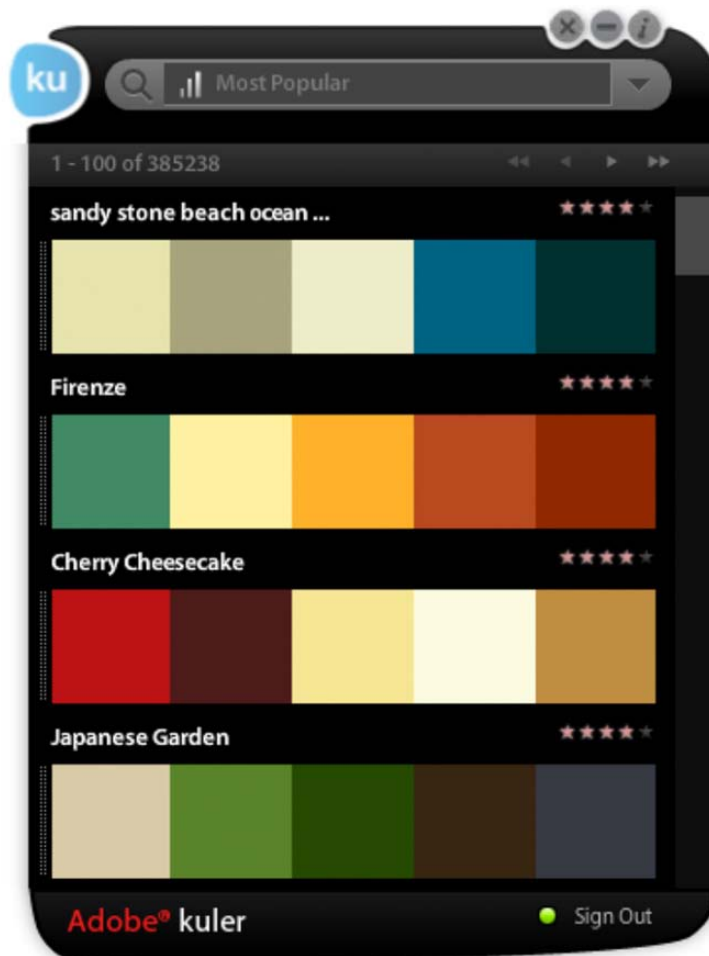 ku
Most Popular
1 - 100 of 385238
sandy stone beach ocean ...
Firenze
Cherry Cheesecake
Japanese Garden
Adobe® kuler
Sign Out